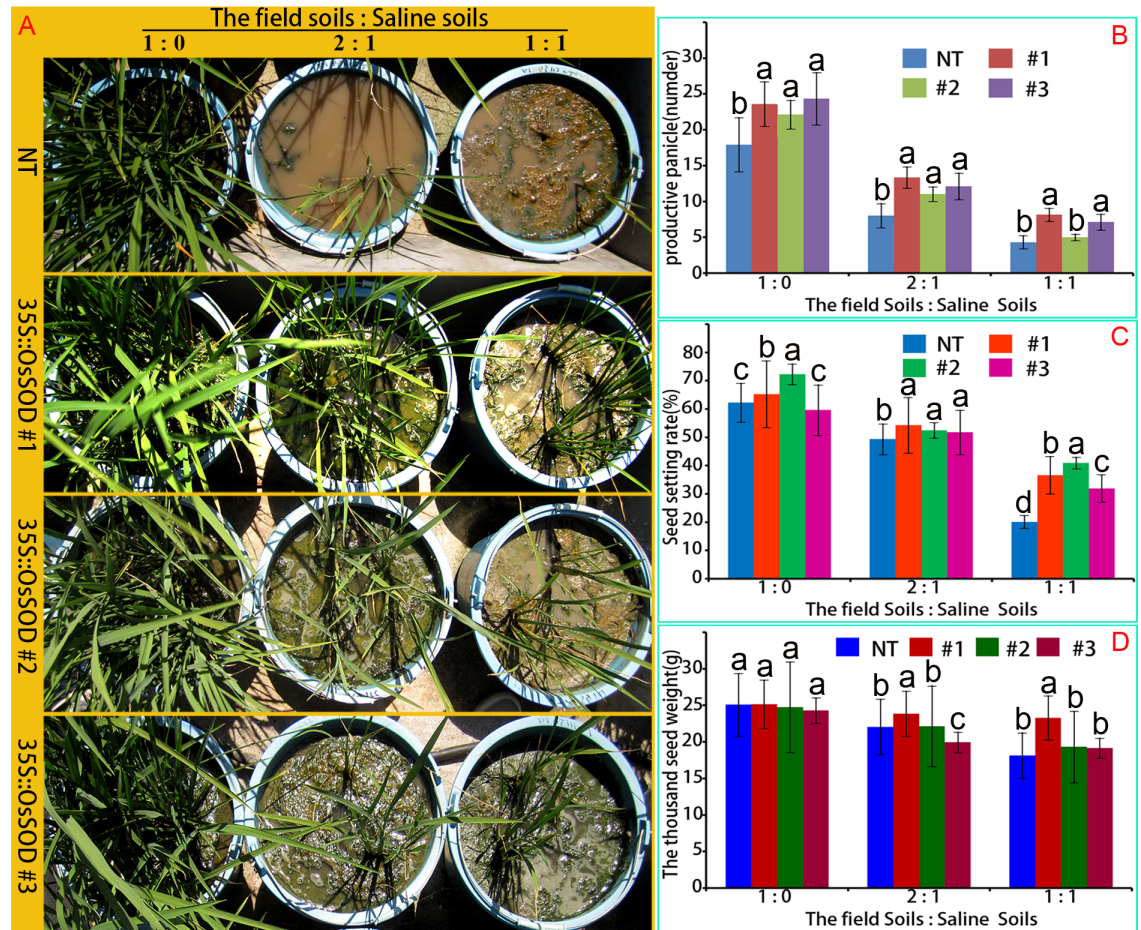 A
The field soils : Saline soils
1 : 0 2 : 1 1 : 1
NT
35S::OsSOD #1
35S::OsSOD #2
35S::OsSOD #3
B
productive panicle(numder)
30
25
20
15
10
5
0
NT #1
#2 #3
b a a a
b a a a
b a b a
1 : 0 2 : 1 1 : 1
The field Soils : Saline Soils
C
Seed setting rate(%)
80
70
60
50
40
30
20
10
0
NT #1
#2 #3
c b a c
b a a a
d b a c
1 : 0 2 : 1 1 : 1
The field Soils : Saline Soils
D
The thousand seed weight(g)
30
25
20
15
10
5
0
NT #1 #2 #3
a a a a
b a b c
b a b b
1 : 0 2 : 1 1 : 1
The field Soils : Saline Soils